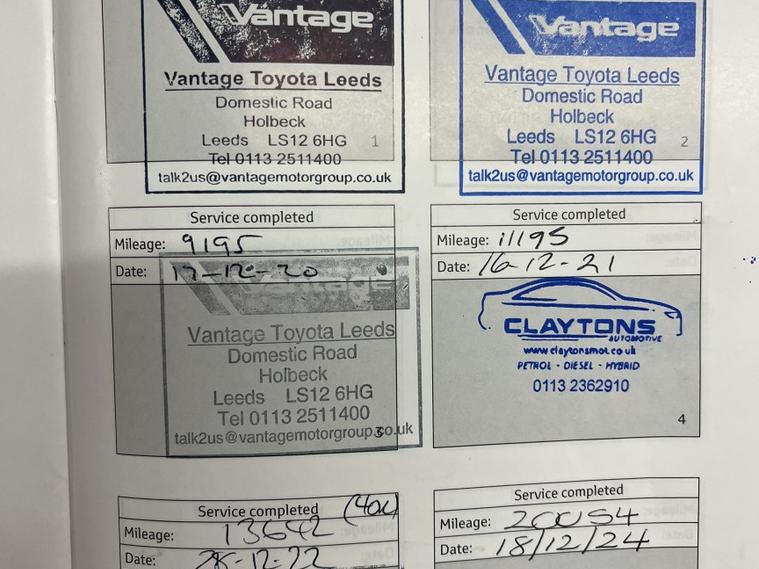 Vantage
Vantage Toyota Leeds
Domestic Road
Holbeck
Leeds LS12 6HG
1
Tel 0113 2511400
talk2us@vantagemotorgroup.co.uk
Vantage
Vantage Toyota Leeds
Domestic Road
Holbeck
Leeds LS12 6HG
2
Tel 0113 2511400
talk2us@vantagemotorgroup.co.uk
Service completed
Mileage: 9195
Date: 17-12-20
Vantage
Vantage Toyota Leeds
Domestic Road
Holbeck
Leeds LS12 6HG
Tel 0113 2511400
talk2us@vantagemotorgroup.co.uk
3
Service completed
Mileage: 11195
Date: 16-12-21
CLAYTONS
AUTOMOTIVE
www.claytonsmot.co.uk
PETROL - DIESEL - HYBRID
0113 2362910
4
Service completed
Mileage: 13642
Date: 28-12-22
Service completed
Mileage: 20054
Date: 18/12/24